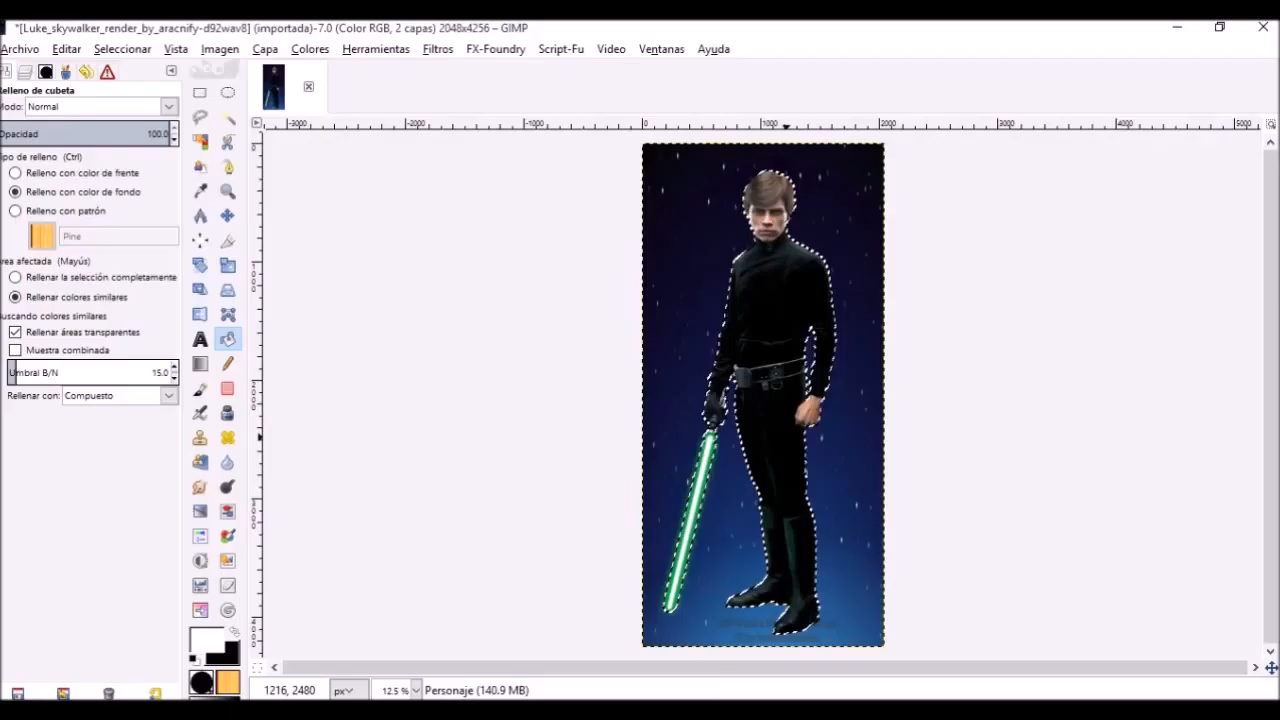 *[Luke_skywalker_render_by_aracnify-d92wav8] (importada)-7.0 (Color RGB, 2 capas) 2048x4256 – GIMP
Archivo Editar Seleccionar Vista Imagen Capa Colores Herramientas Filtros FX-Foundry Script-Fu Video Ventanas Ayuda
Relleno de cubeta
Modo: Normal
Opacidad 100.0
ipo de relleno (Ctrl)
Relleno con color de frente
Relleno con color de fondo
Relleno con patrón
Pine
rea afectada (Mayús)
Rellenar la selección completamente
Rellenar colores similares
Buscando colores similares
Rellenar áreas transparentes
Muestra combinada
Umbral B/N 15.0
Rellenar con: Compuesto
-3000 -2000 -1000 0 1000 2000 3000 4000 5000
1216, 2480 px 12.5 % Personaje (140.9 MB)